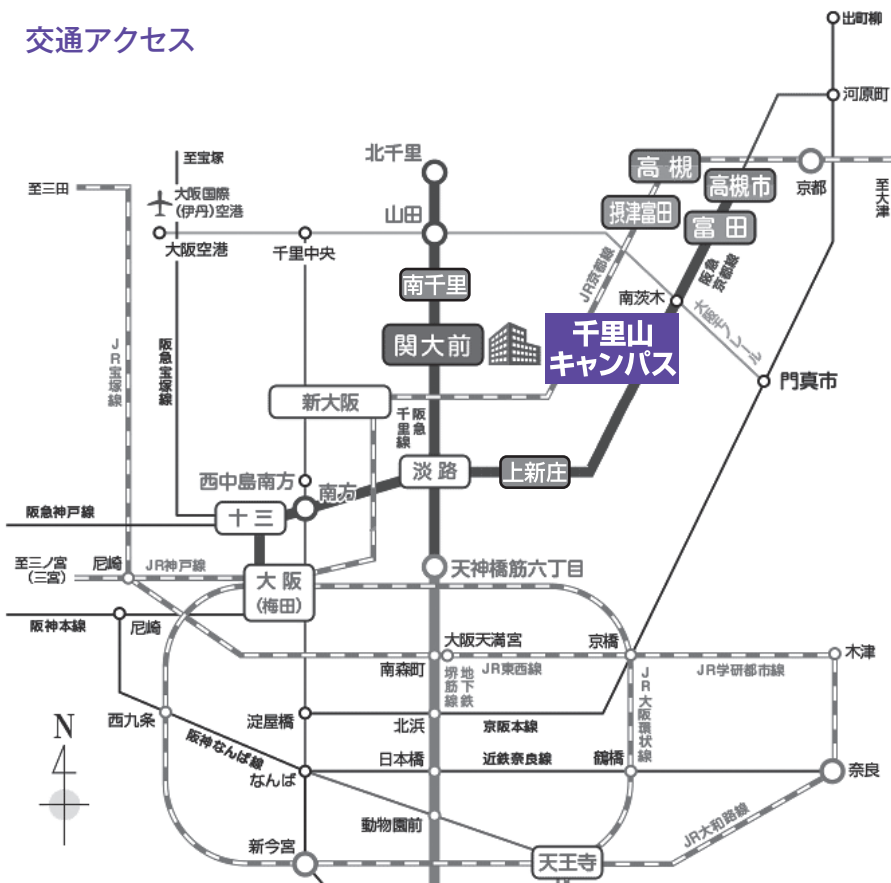 交通アクセス
出町柳
河原町
至宝塚
北千里
高槻
京都
至大津
至三田
大阪国際
(伊丹)空港
高槻市
摂津富田
富田
山田
大阪空港
千里中央
阪急
京都線
JR京都線
南千里
南茨木
大阪モノレール
関大前
千里山
キャンパス
JR宝塚線
阪急宝塚線
門真市
新大阪
阪急
千里線
淡路
上新庄
西中島南方
南方
十三
阪急神戸線
至三ノ宮
(三宮)
尼崎
JR神戸線
大阪
(梅田)
天神橋筋六丁目
阪神本線
尼崎
大阪天満宮
京橋
木津
南森町
地下鉄
堺筋線
JR東西線
JR学研都市線
JR大阪環状線
西九条
淀屋橋
北浜
京阪本線
N
阪神なんば線
なんば
日本橋
近鉄奈良線
鶴橋
奈良
動物園前
JR大和路線
新今宮
天王寺